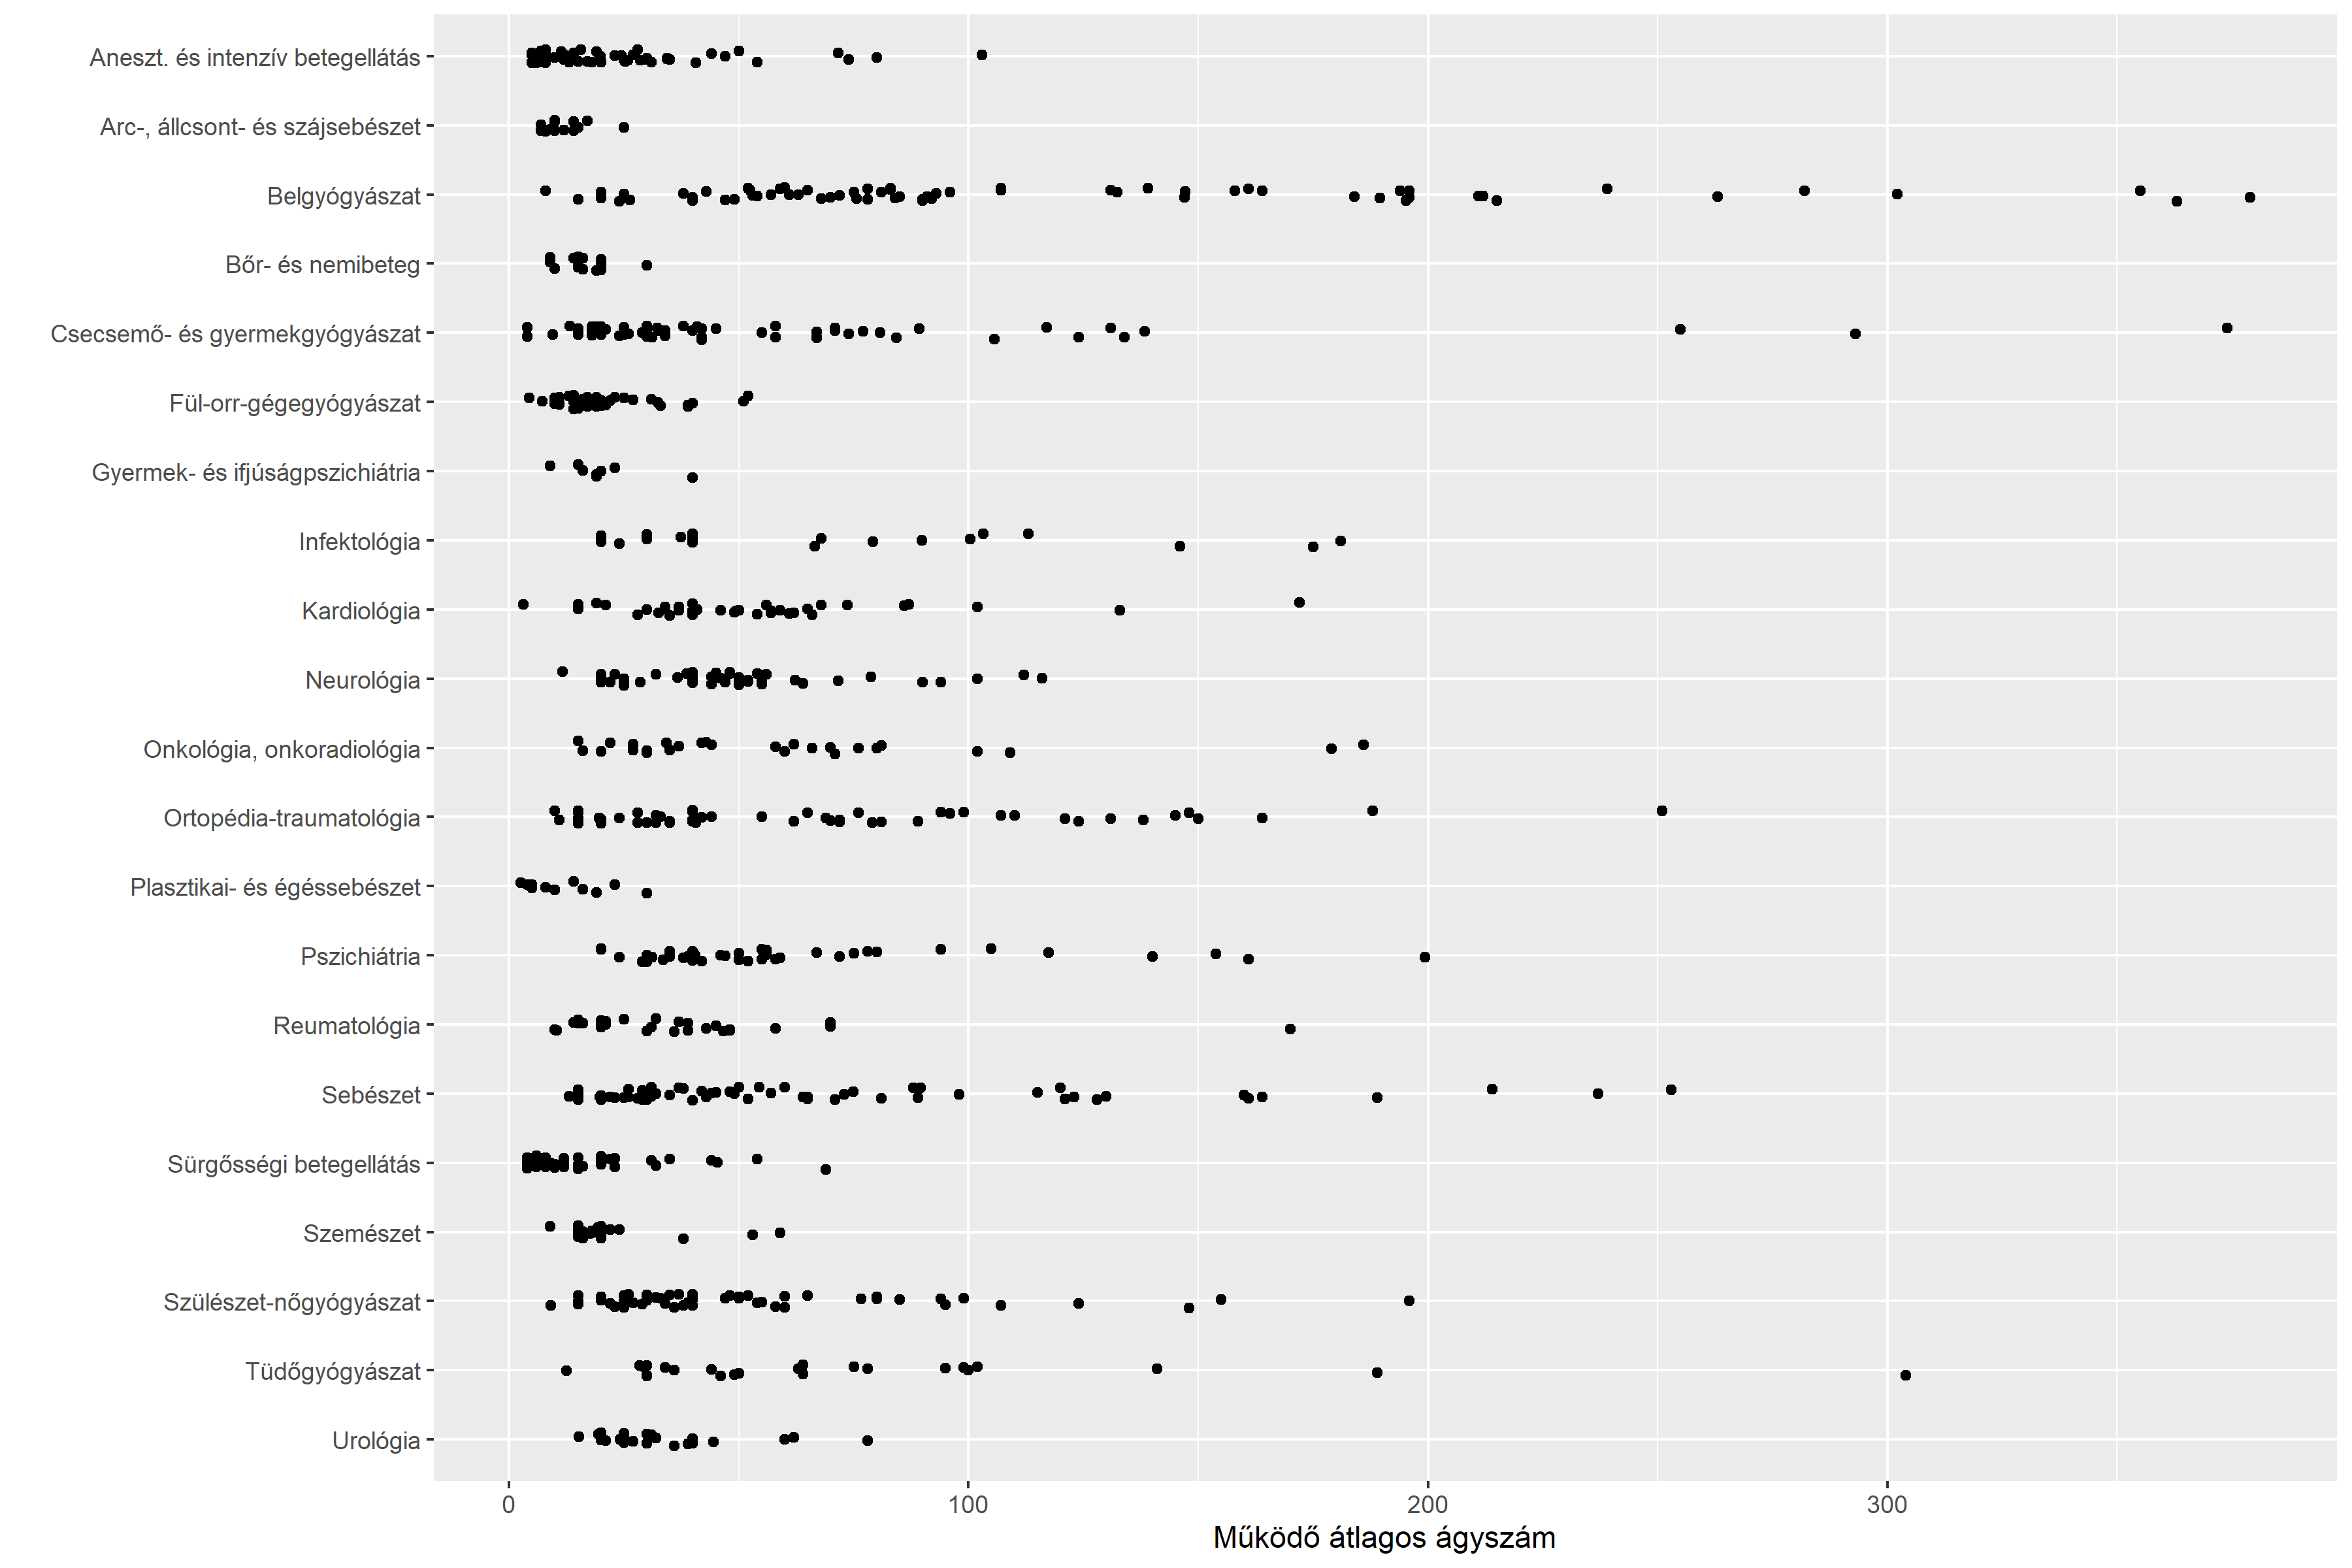 Aneszt. és intenzív betegellátás
Arc-, állcsont- és szájsebészet
Belgyógyászat
Bőr- és nemibeteg
Csecsemő- és gyermekgyógyászat
Fül-orr-gégegyógyászat
Gyermek- és ifjúságpszichiátria
Infektológia
Kardiológia
Neurológia
Onkológia, onkoradiológia
Ortopédia-traumatológia
Plasztikai- és égéssebészet
Pszichiátria
Reumatológia
Sebészet
Sürgősségi betegellátás
Szemészet
Szülészet-nőgyógyászat
Tüdőgyógyászat
Urológia
0 100 200 300
Működő átlagos ágyszám